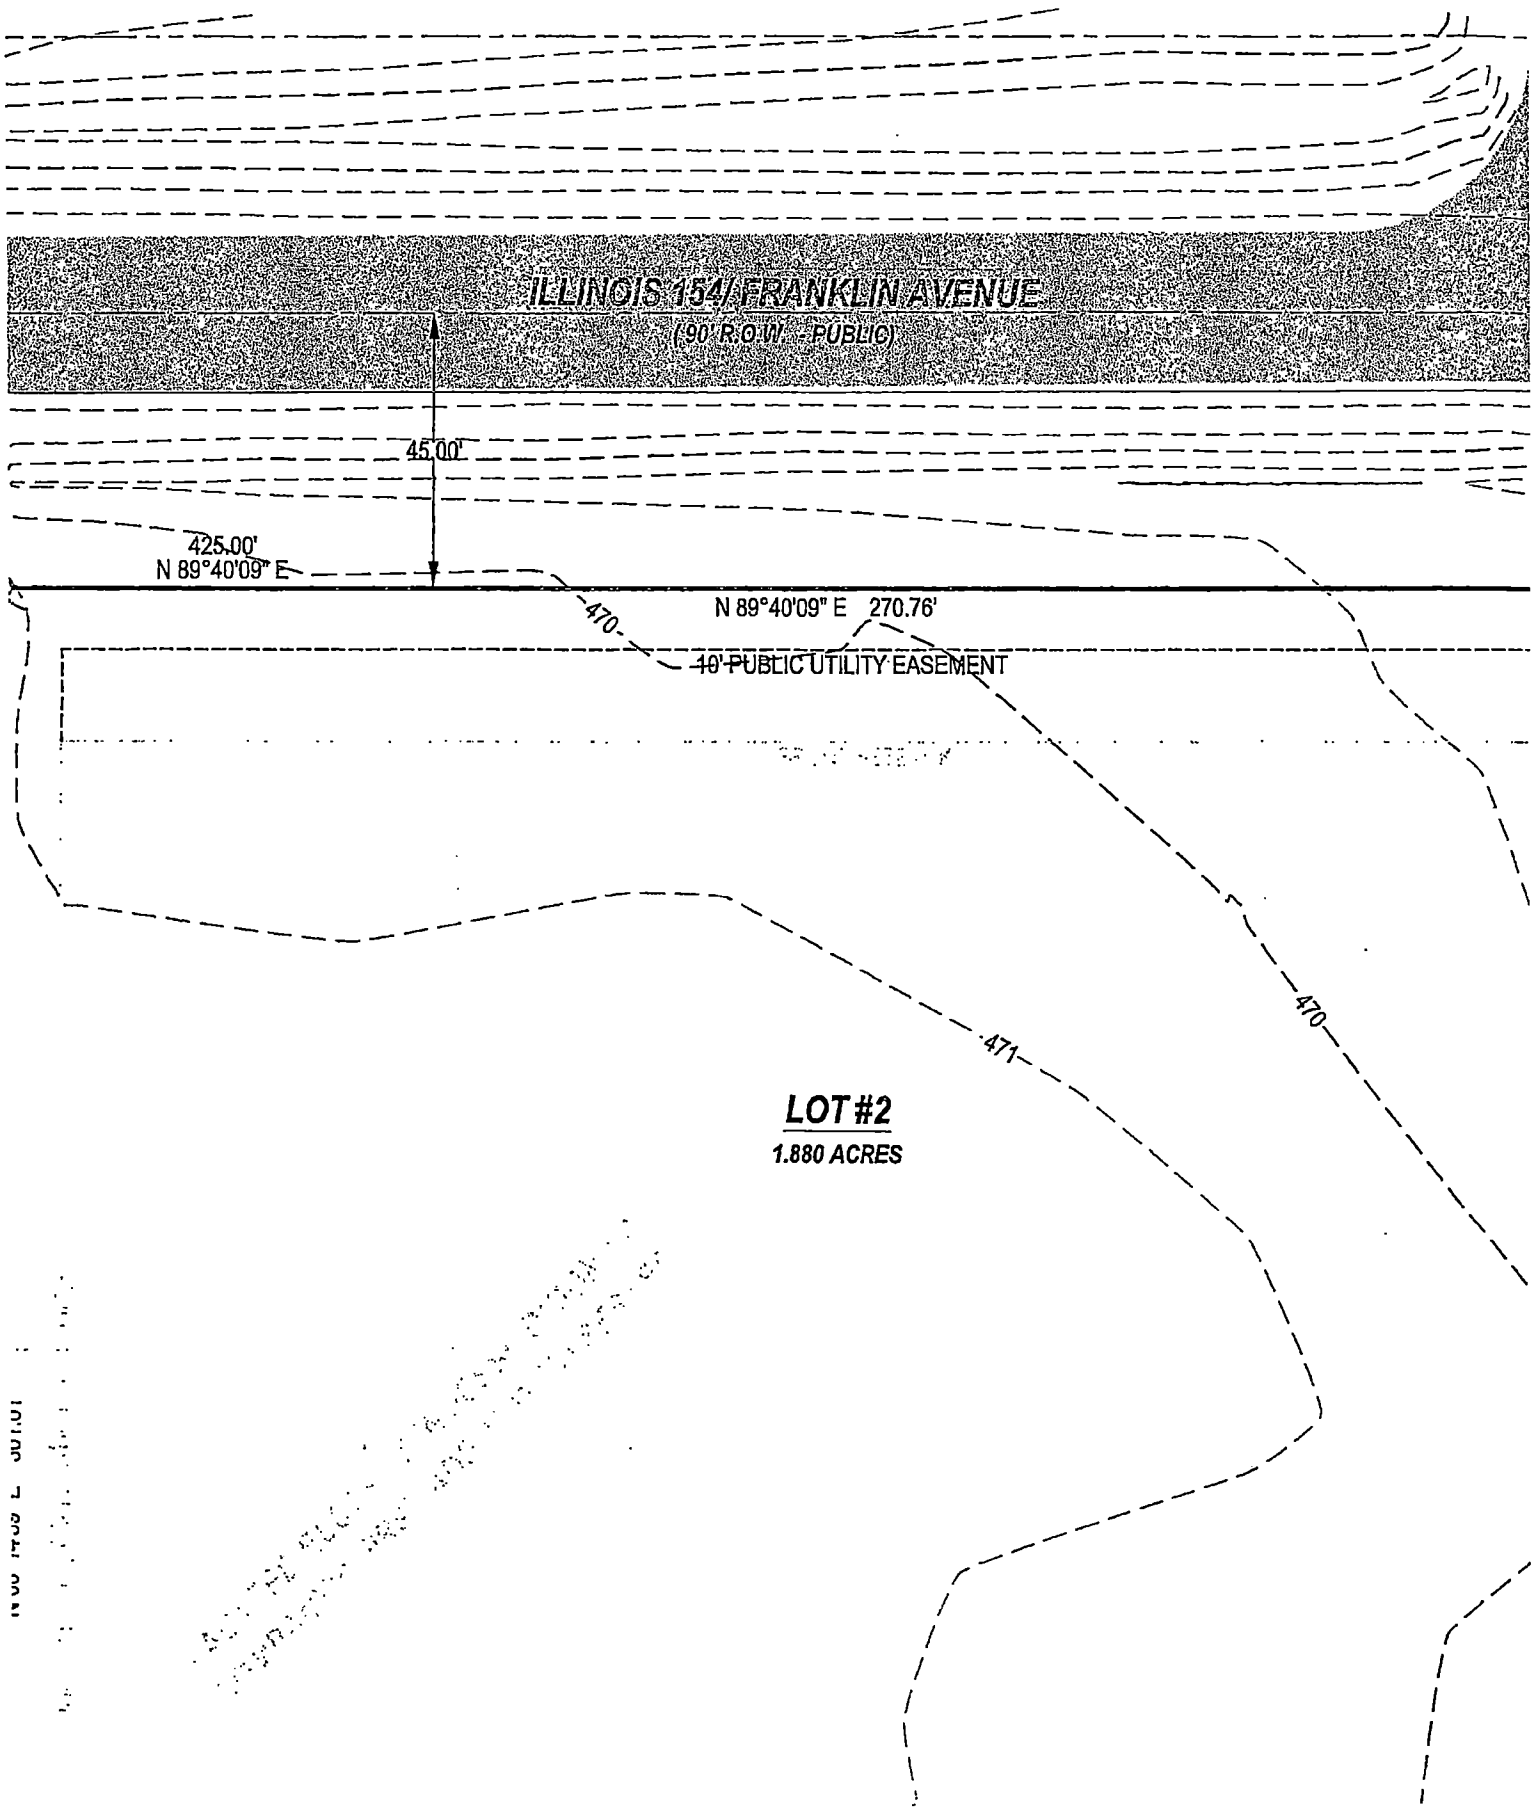 ILLINOIS 154/ FRANKLIN AVENUE
(90' R.O.W. - PUBLIC)
45.00'
425.00'
N 89°40'09" E
470
N 89°40'09" E 270.76'
10' PUBLIC UTILITY EASEMENT
470
471
LOT #2
1.880 ACRES